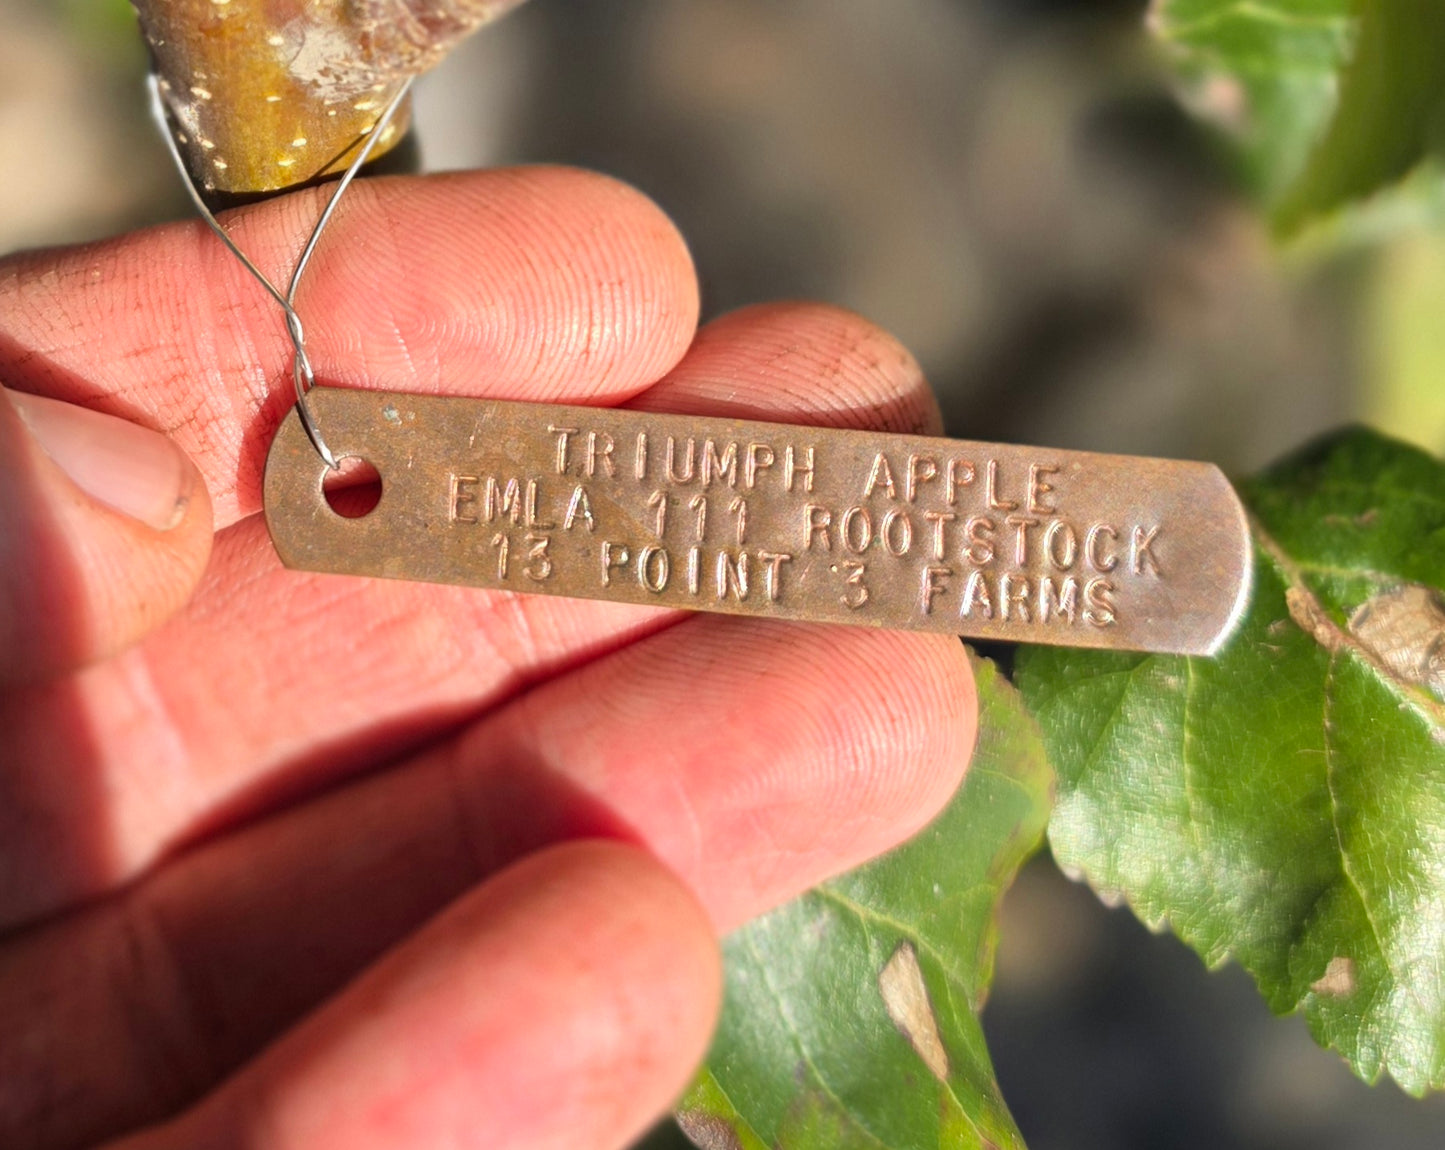 TRIUMPH APPLE
EMLA 111 ROOTSTOCK
13 POINT 3 FARMS